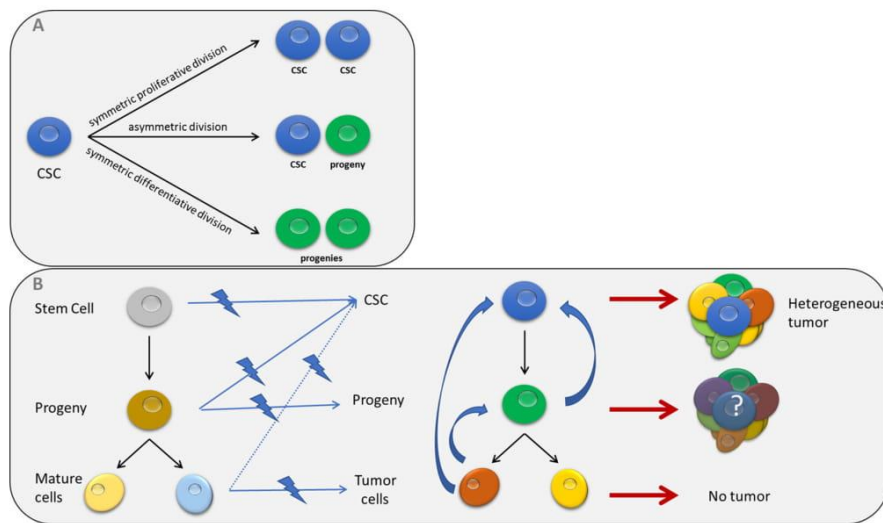 A
symmetric proliferative division
CSC CSC
asymmetric division
CSC
CSC progeny
symmetric differentiative division
progenies
B
Stem Cell
CSC
Heterogeneous
tumor
Progeny
Progeny
?
Mature
cells
Tumor
cells
No tumor